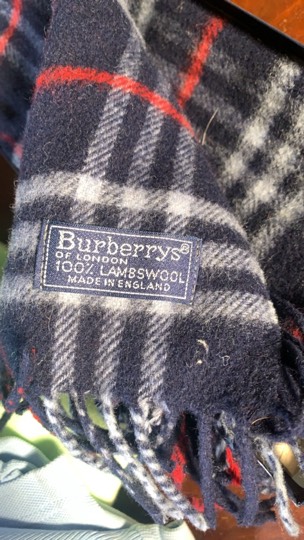 Burberrys®
OF LONDON
100% LAMBSWOOL
MADE IN ENGLAND